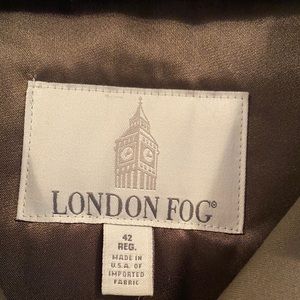 LONDON FOG®
42
REG.
MADE IN
U.S.A. OF
IMPORTED
FABRIC